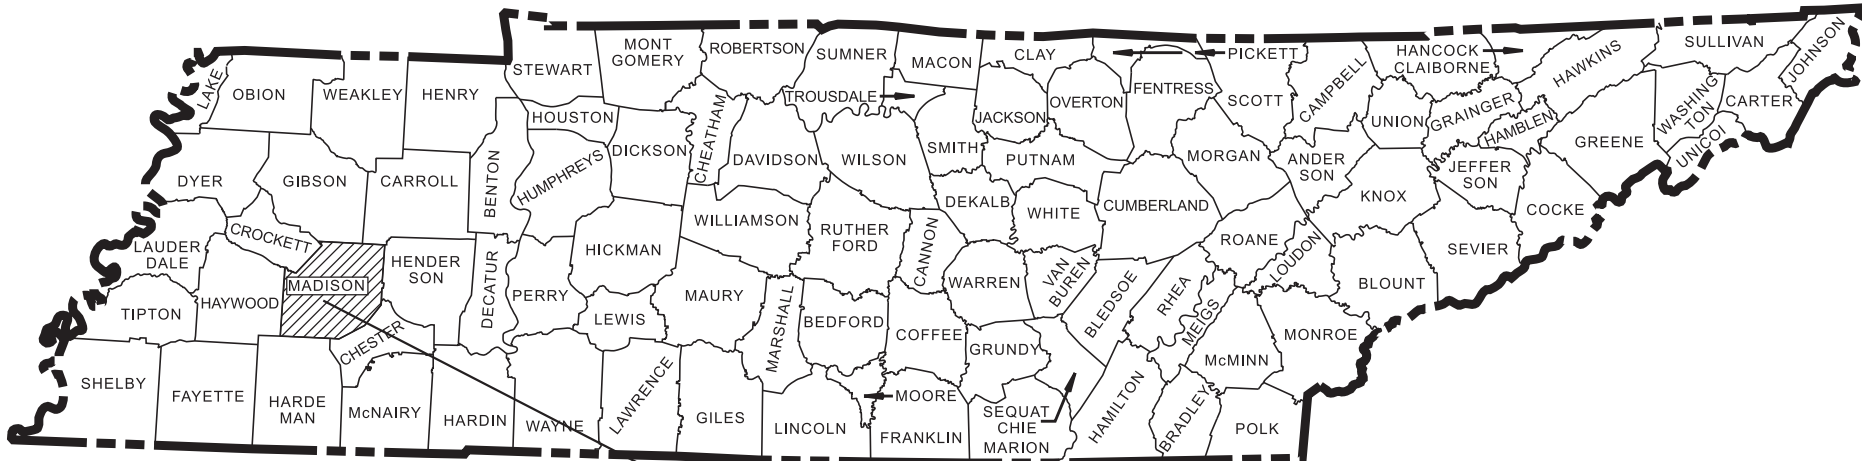 LAKE
OBION
WEAKLEY
HENRY
STEWART
MONT
GOMERY
ROBERTSON
SUMNER
MACON
CLAY
PICKETT
HANCOCK
CLAIBORNE
HAWKINS
SULLIVAN
JOHNSON
TROUSDALE
HOUSTON
CHEATHAM
JACKSON
OVERTON
FENTRESS
SCOTT
CAMPBELL
UNION
GRAINGER
HAMBLEN
WASHING
TON
CARTER
UNICOI
GREENE
DYER
GIBSON
CARROLL
BENTON
HUMPHREYS
DICKSON
DAVIDSON
WILSON
SMITH
PUTNAM
MORGAN
ANDER
SON
KNOX
JEFFER
SON
COCKE
LAUDER
DALE
CROCKETT
WILLIAMSON
RUTHER
FORD
CANNON
DEKALB
WHITE
CUMBERLAND
ROANE
LOUDON
SEVIER
BLOUNT
TIPTON
HAYWOOD
MADISON
HENDER
SON
DECATUR
PERRY
HICKMAN
LEWIS
MAURY
MARSHALL
BEDFORD
COFFEE
WARREN
VAN
BUREN
BLEDSOE
RHEA
MEIGS
MONROE
McMINN
SHELBY
FAYETTE
HARDE
MAN
CHESTER
McNAIRY
HARDIN
WAYNE
LAWRENCE
GILES
LINCOLN
MOORE
FRANKLIN
GRUNDY
SEQUAT
CHIE
MARION
HAMILTON
BRADLEY
POLK